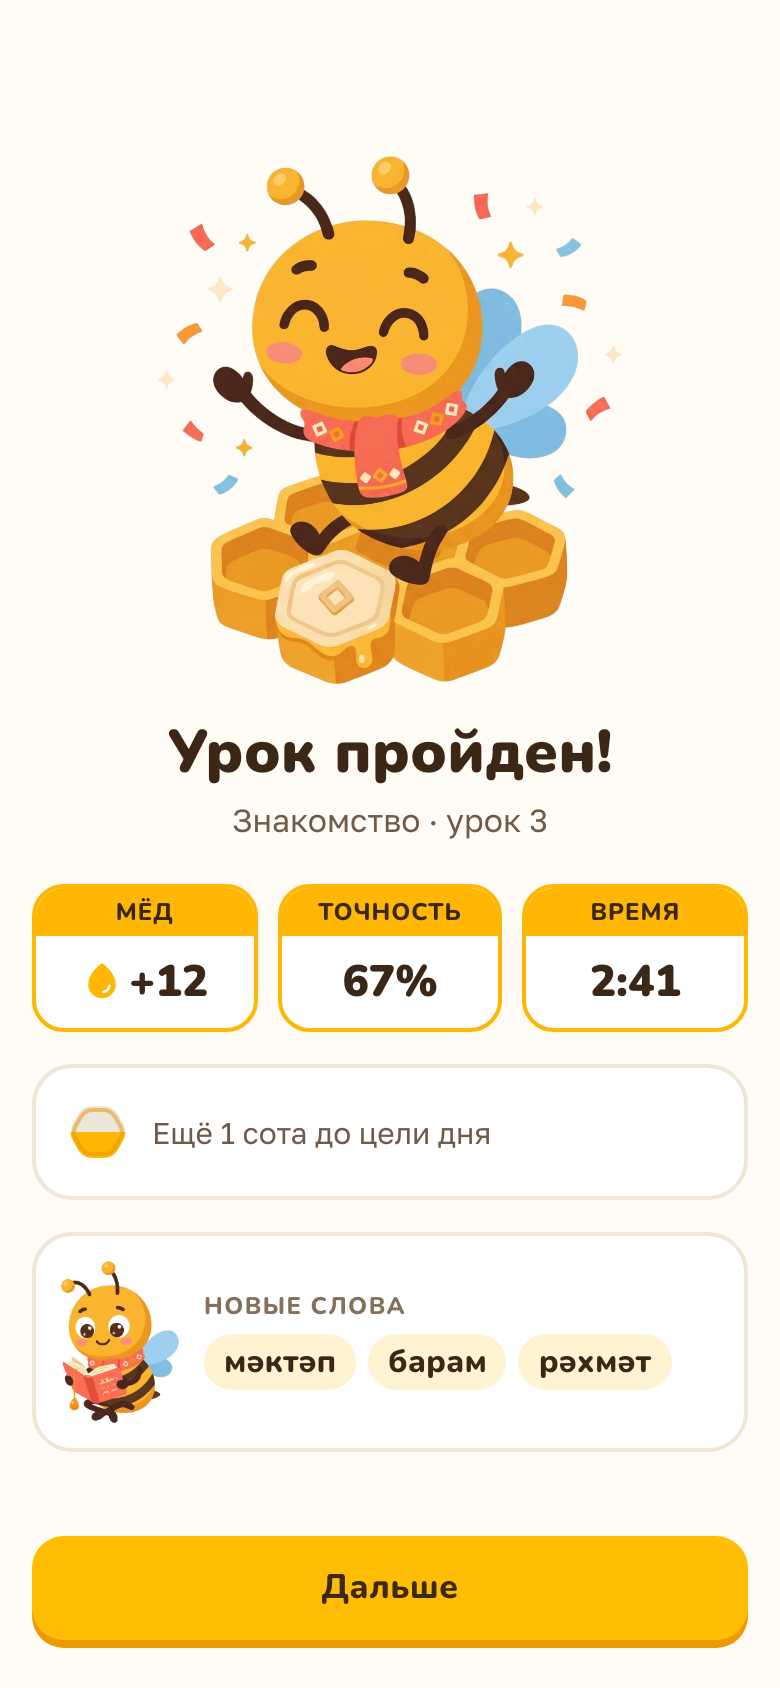 Урок пройден!
Знакомство · урок 3
МЁД
ТОЧНОСТЬ
ВРЕМЯ
+12
67%
2:41
Ещё 1 сота до цели дня
НОВЫЕ СЛОВА
мәктәп барам рәхмәт
Дальше